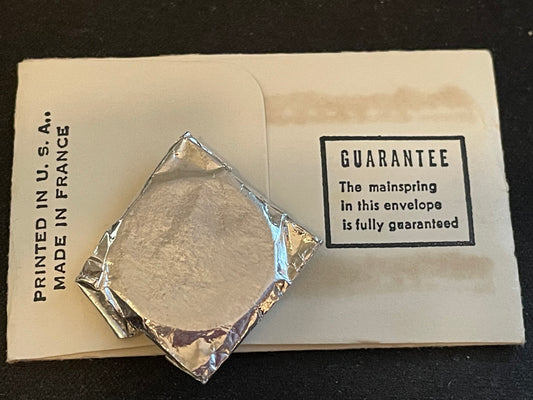 PRINTED IN U. S. A..
MADE IN FRANCE
GUARANTEE
The mainspring
in this envelope
is fully guaranteed